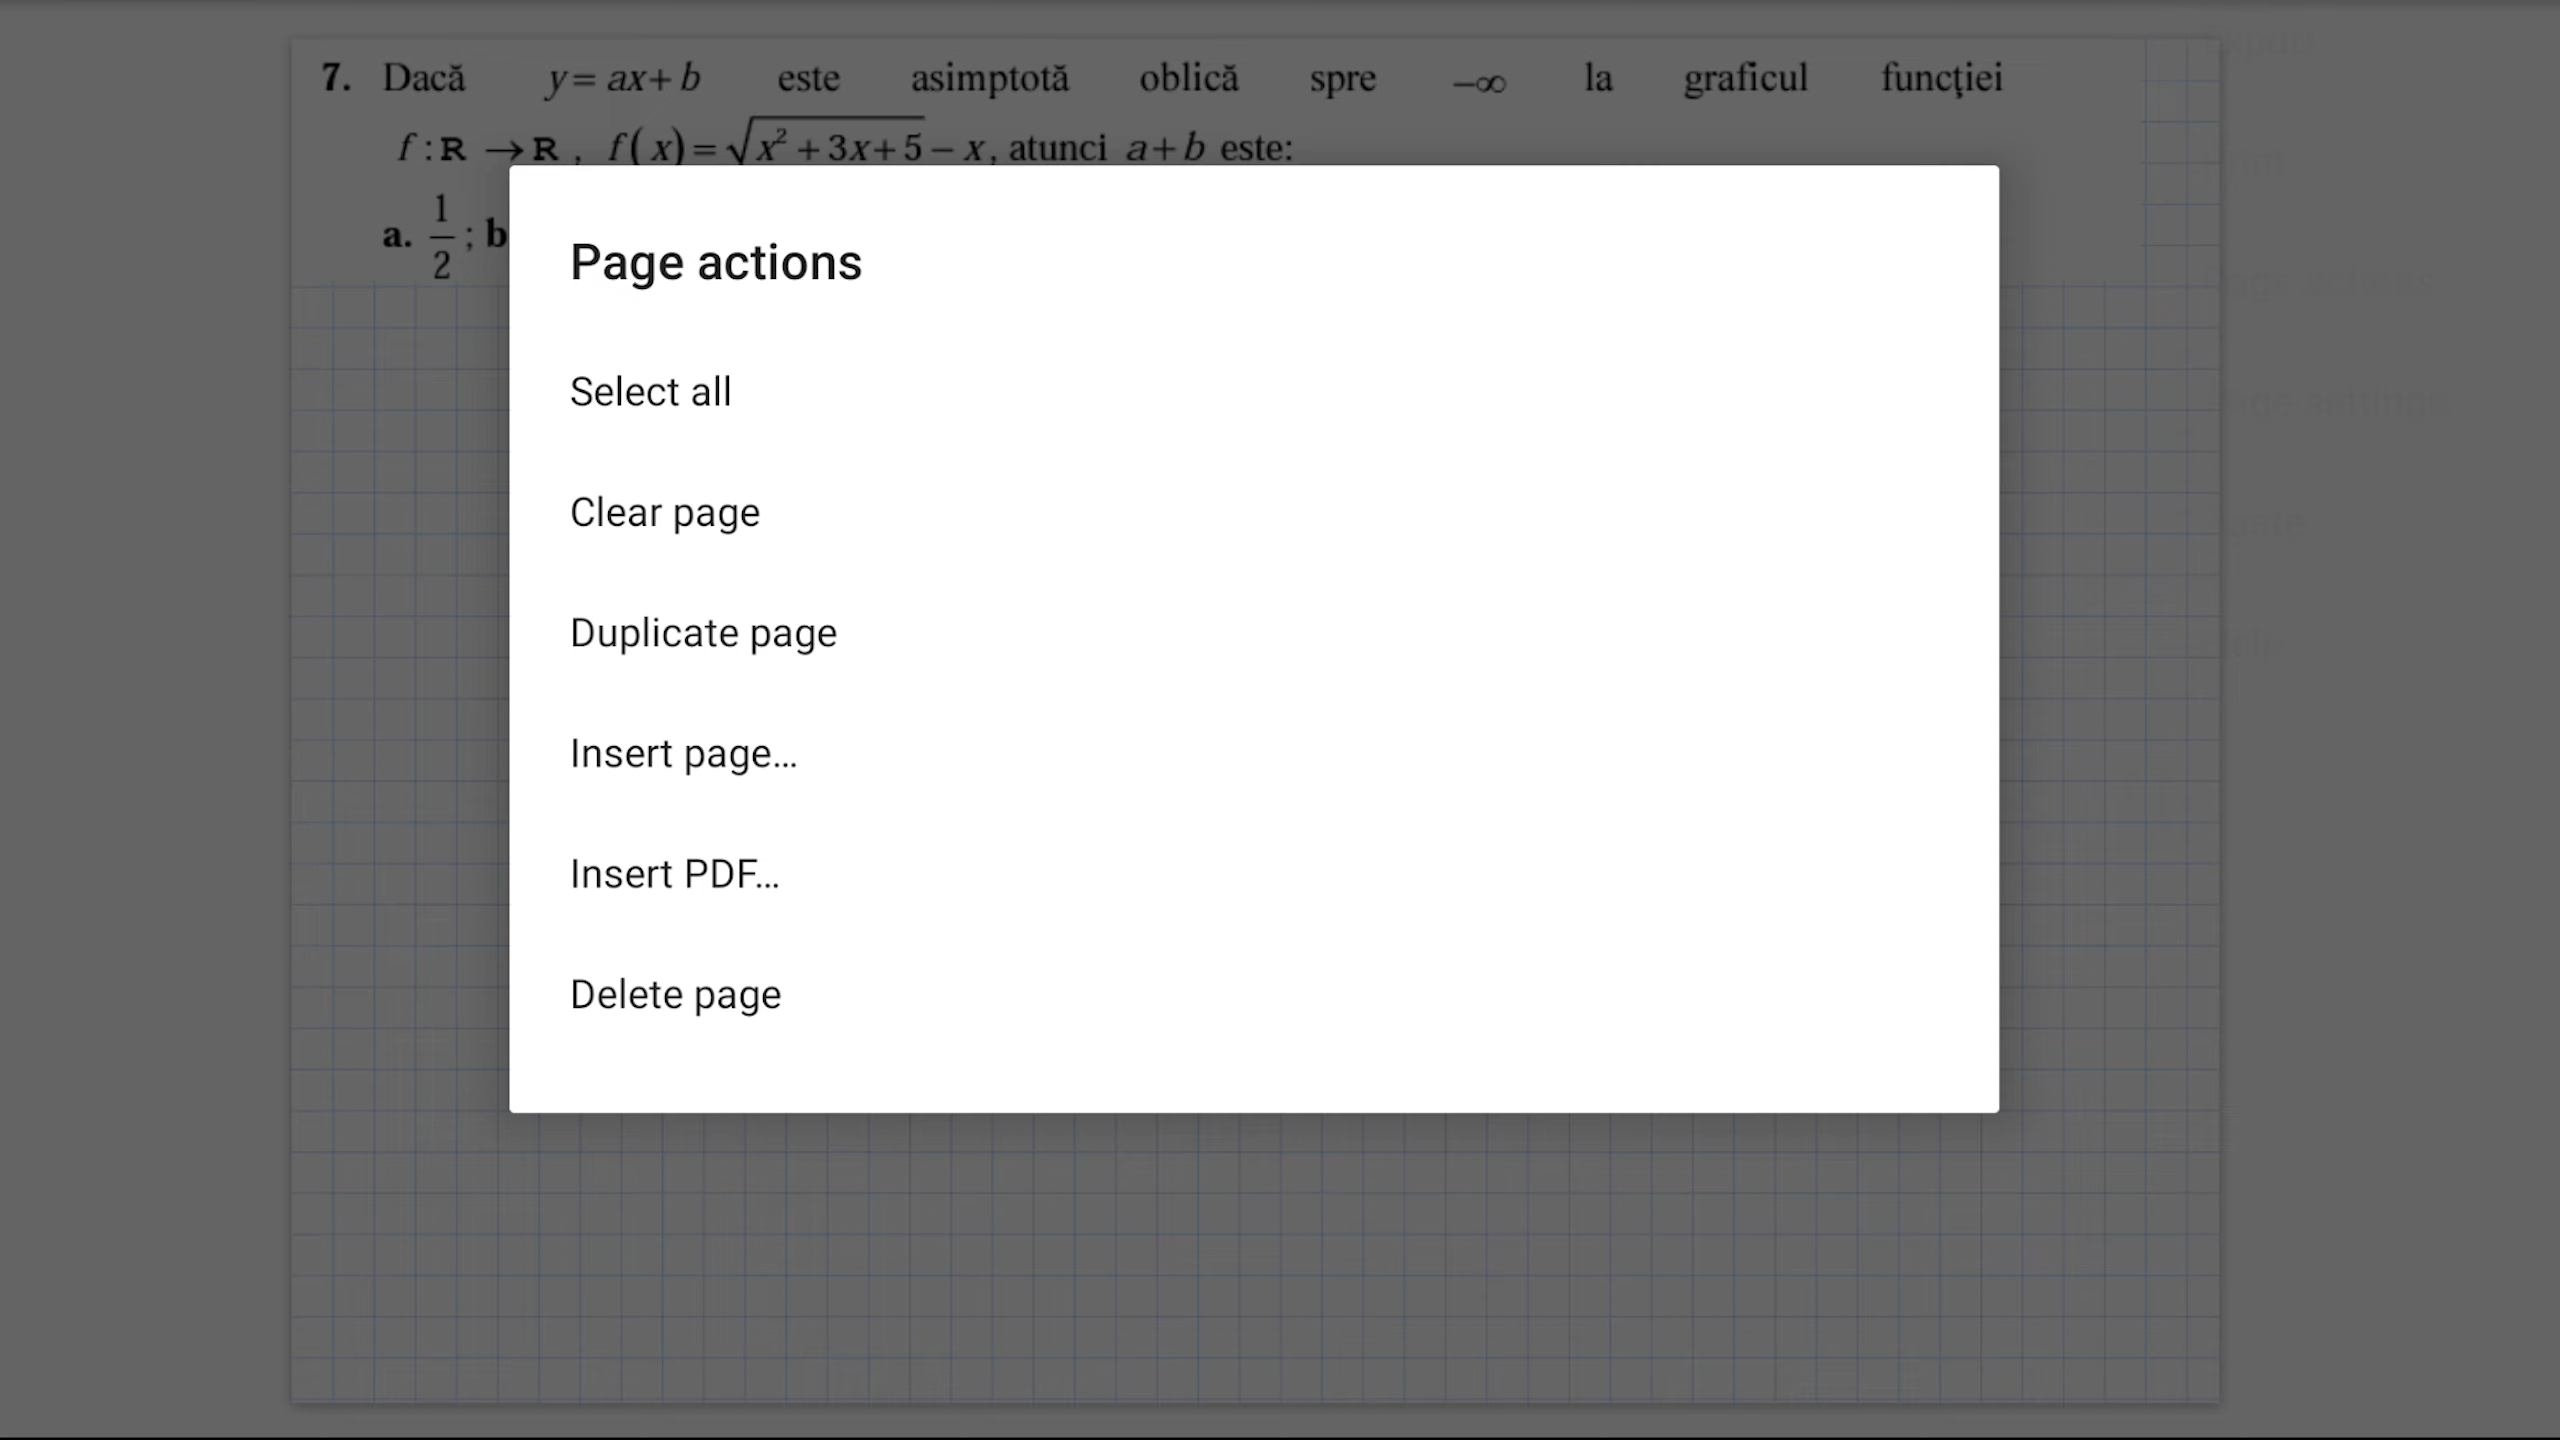 7. Dacă y= ax+b este asimptotă oblică spre −∞ la graficul funcţiei
f:R →R, f(x)=√x²+3x+5−x, atunci a+b este:
a. 1/2; b
Page actions
Select all
Clear page
Duplicate page
Insert page...
Insert PDF...
Delete page